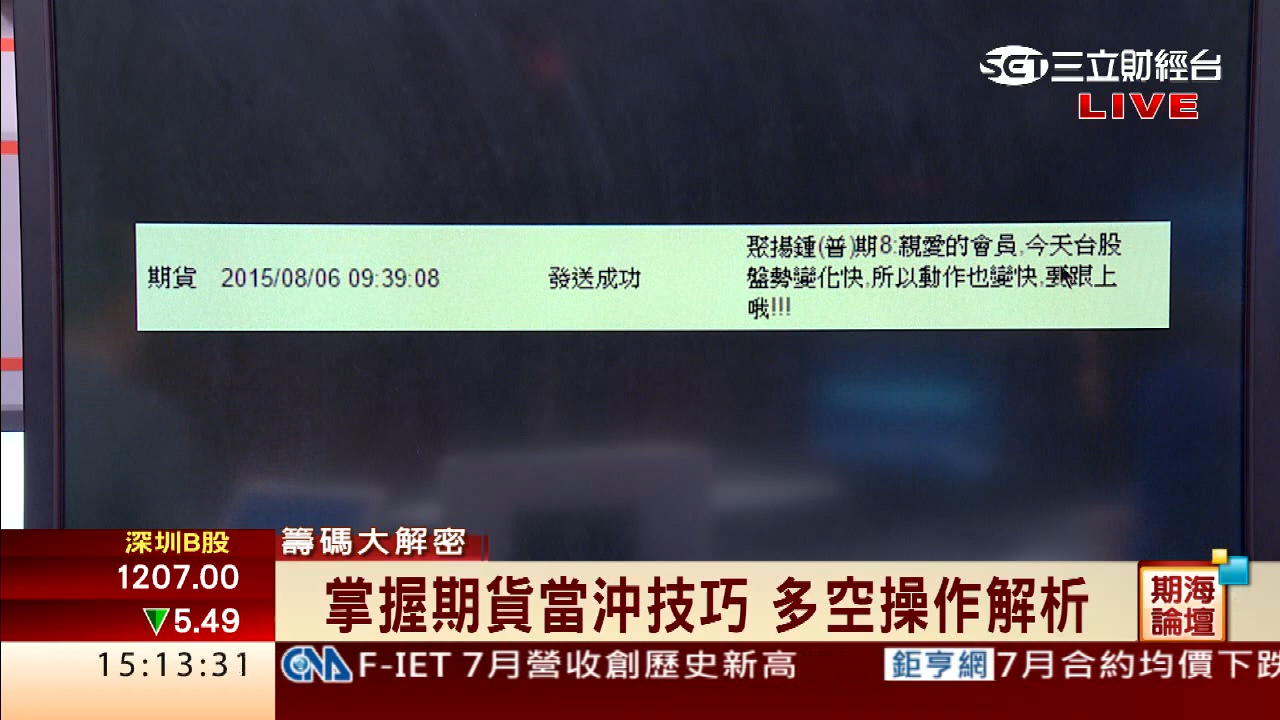 SET三立財經台
LIVE
期貨 2015/08/06 09:39:08 發送成功
聚揚鍾(普)期8:親愛的會員,今天台股
盤勢變化快,所以動作也變快,要跟上
哦!!!
深圳B股
1207.00
▼5.49
15:13:31
籌碼大解密
掌握期貨當沖技巧 多空操作解析
期海
論壇
CNA F-IET 7月營收創歷史新高
鉅亨網 7月合約均價下跌